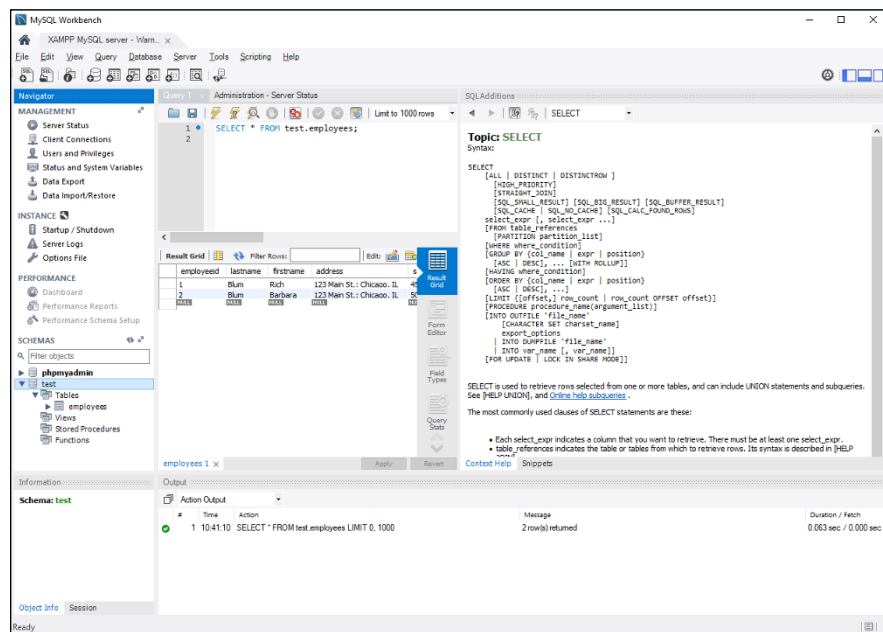 MySQL Workbench
XAMPP MySQL server - Warn...
File Edit View Query Database Server Tools Scripting Help
Navigator
MANAGEMENT
Server Status
Client Connections
Users and Privileges
Status and System Variables
Data Export
Data Import/Restore
INSTANCE
Startup / Shutdown
Server Logs
Options File
PERFORMANCE
Dashboard
Performance Reports
Performance Schema Setup
SCHEMAS
Filter objects
phpmyadmin
test
Tables
employees
Views
Stored Procedures
Functions
Query 1 Administration - Server Status
Limit to 1000 rows
1 SELECT * FROM test.employees;
2
Result Grid Filter Rows: Edit:
employeeid lastname firstname address s
1 Blum Rich 123 Main St.: Chicago. IL 45
2 Blum Barbara 123 Main St.: Chicago. IL 50
NULL NULL NULL NULL
Result Grid
Form Editor
Field Types
Query Stats
employees 1 Apply Revert
SQLAdditions
SELECT
Topic: SELECT
Syntax:
SELECT
[ALL | DISTINCT | DISTINCTROW ]
[HIGH_PRIORITY]
[STRAIGHT_JOIN]
[SQL_SMALL_RESULT] [SQL_BIG_RESULT] [SQL_BUFFER_RESULT]
[SQL_CACHE | SQL_NO_CACHE] [SQL_CALC_FOUND_ROWS]
select_expr [, select_expr ...]
[FROM table_references
[PARTITION partition_list]
[WHERE where_condition]
[GROUP BY {col_name | expr | position}
[ASC | DESC], ... [WITH ROLLUP]]
[HAVING where_condition]
[ORDER BY {col_name | expr | position}
[ASC | DESC], ...]
[LIMIT {[offset,] row_count | row_count OFFSET offset}]
[PROCEDURE procedure_name(argument_list)]
[INTO OUTFILE 'file_name'
[CHARACTER SET charset_name]
export_options
| INTO DUMPFILE 'file_name'
| INTO var_name [, var_name]]
[FOR UPDATE | LOCK IN SHARE MODE]]
SELECT is used to retrieve rows selected from one or more tables, and can include UNION statements and subqueries.
See [HELP UNION], and Online help subqueries .
The most commonly used clauses of SELECT statements are these:
• Each select_expr indicates a column that you want to retrieve. There must be at least one select_expr.
• table_references indicates the table or tables from which to retrieve rows. Its syntax is described in [HELP
Context Help Snippets
Information
Schema: test
Object Info Session
Output
Action Output
# Time Action Message Duration / Fetch
1 10:41:10 SELECT * FROM test.employees LIMIT 0, 1000 2 row(s) returned 0.063 sec / 0.000 sec
Ready